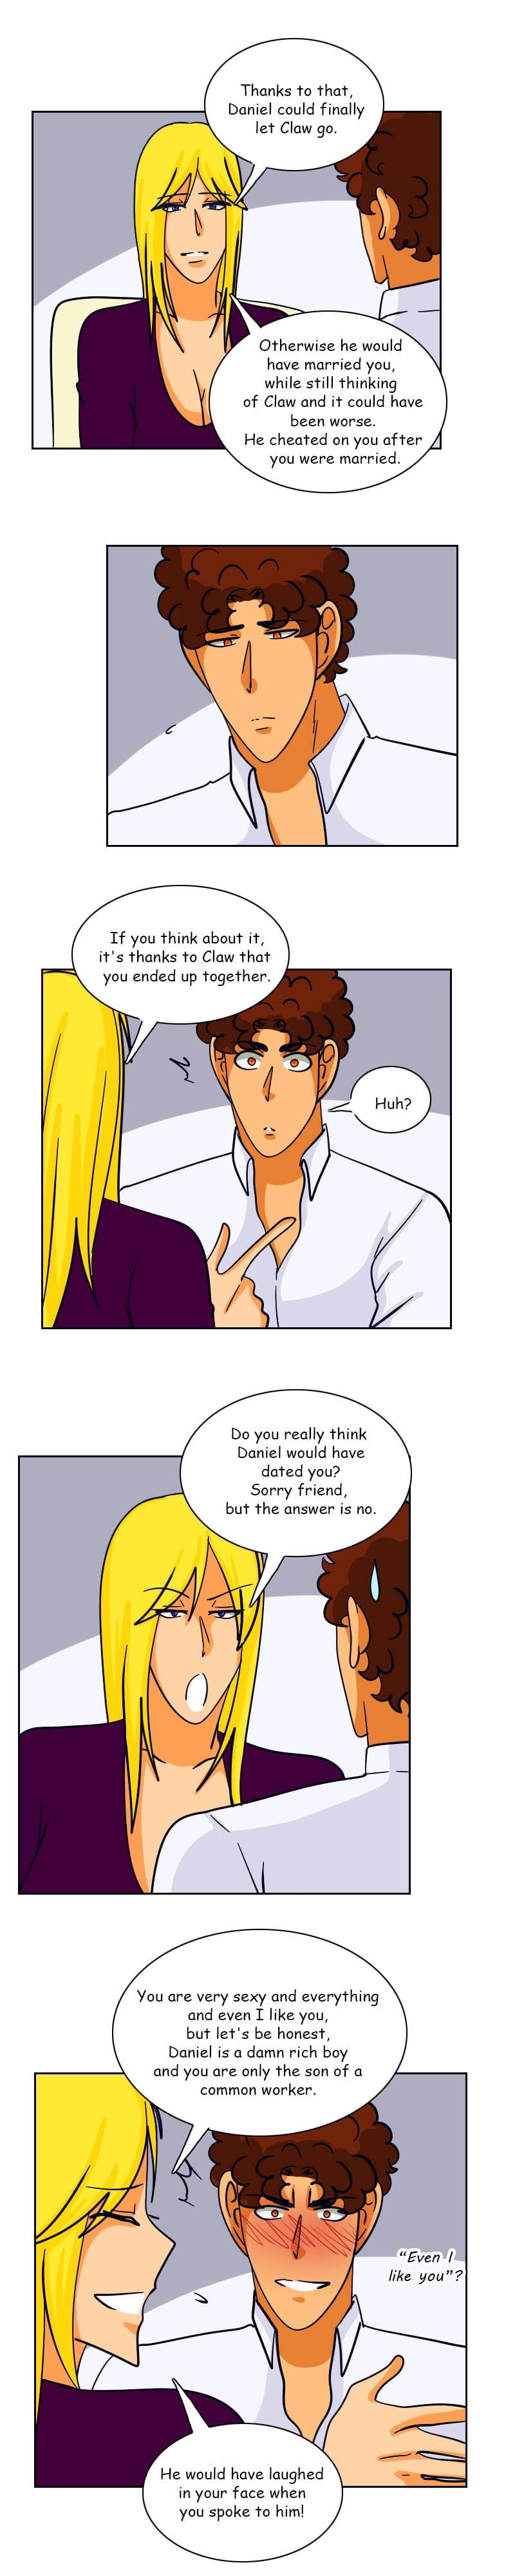 Thanks to that,
Daniel could finally
let Claw go.
Otherwise he would
have married you,
while still thinking
of Claw and it could have
been worse.
He cheated on you after
you were married.
If you think about it,
it's thanks to Claw that
you ended up together.
Huh?
Do you really think
Daniel would have
dated you?
Sorry friend,
but the answer is no.
You are very sexy and everything
and even I like you,
but let's be honest,
Daniel is a damn rich boy
and you are only the son of a
common worker.
"Even I
like you"?
He would have laughed
in your face when
you spoke to him!